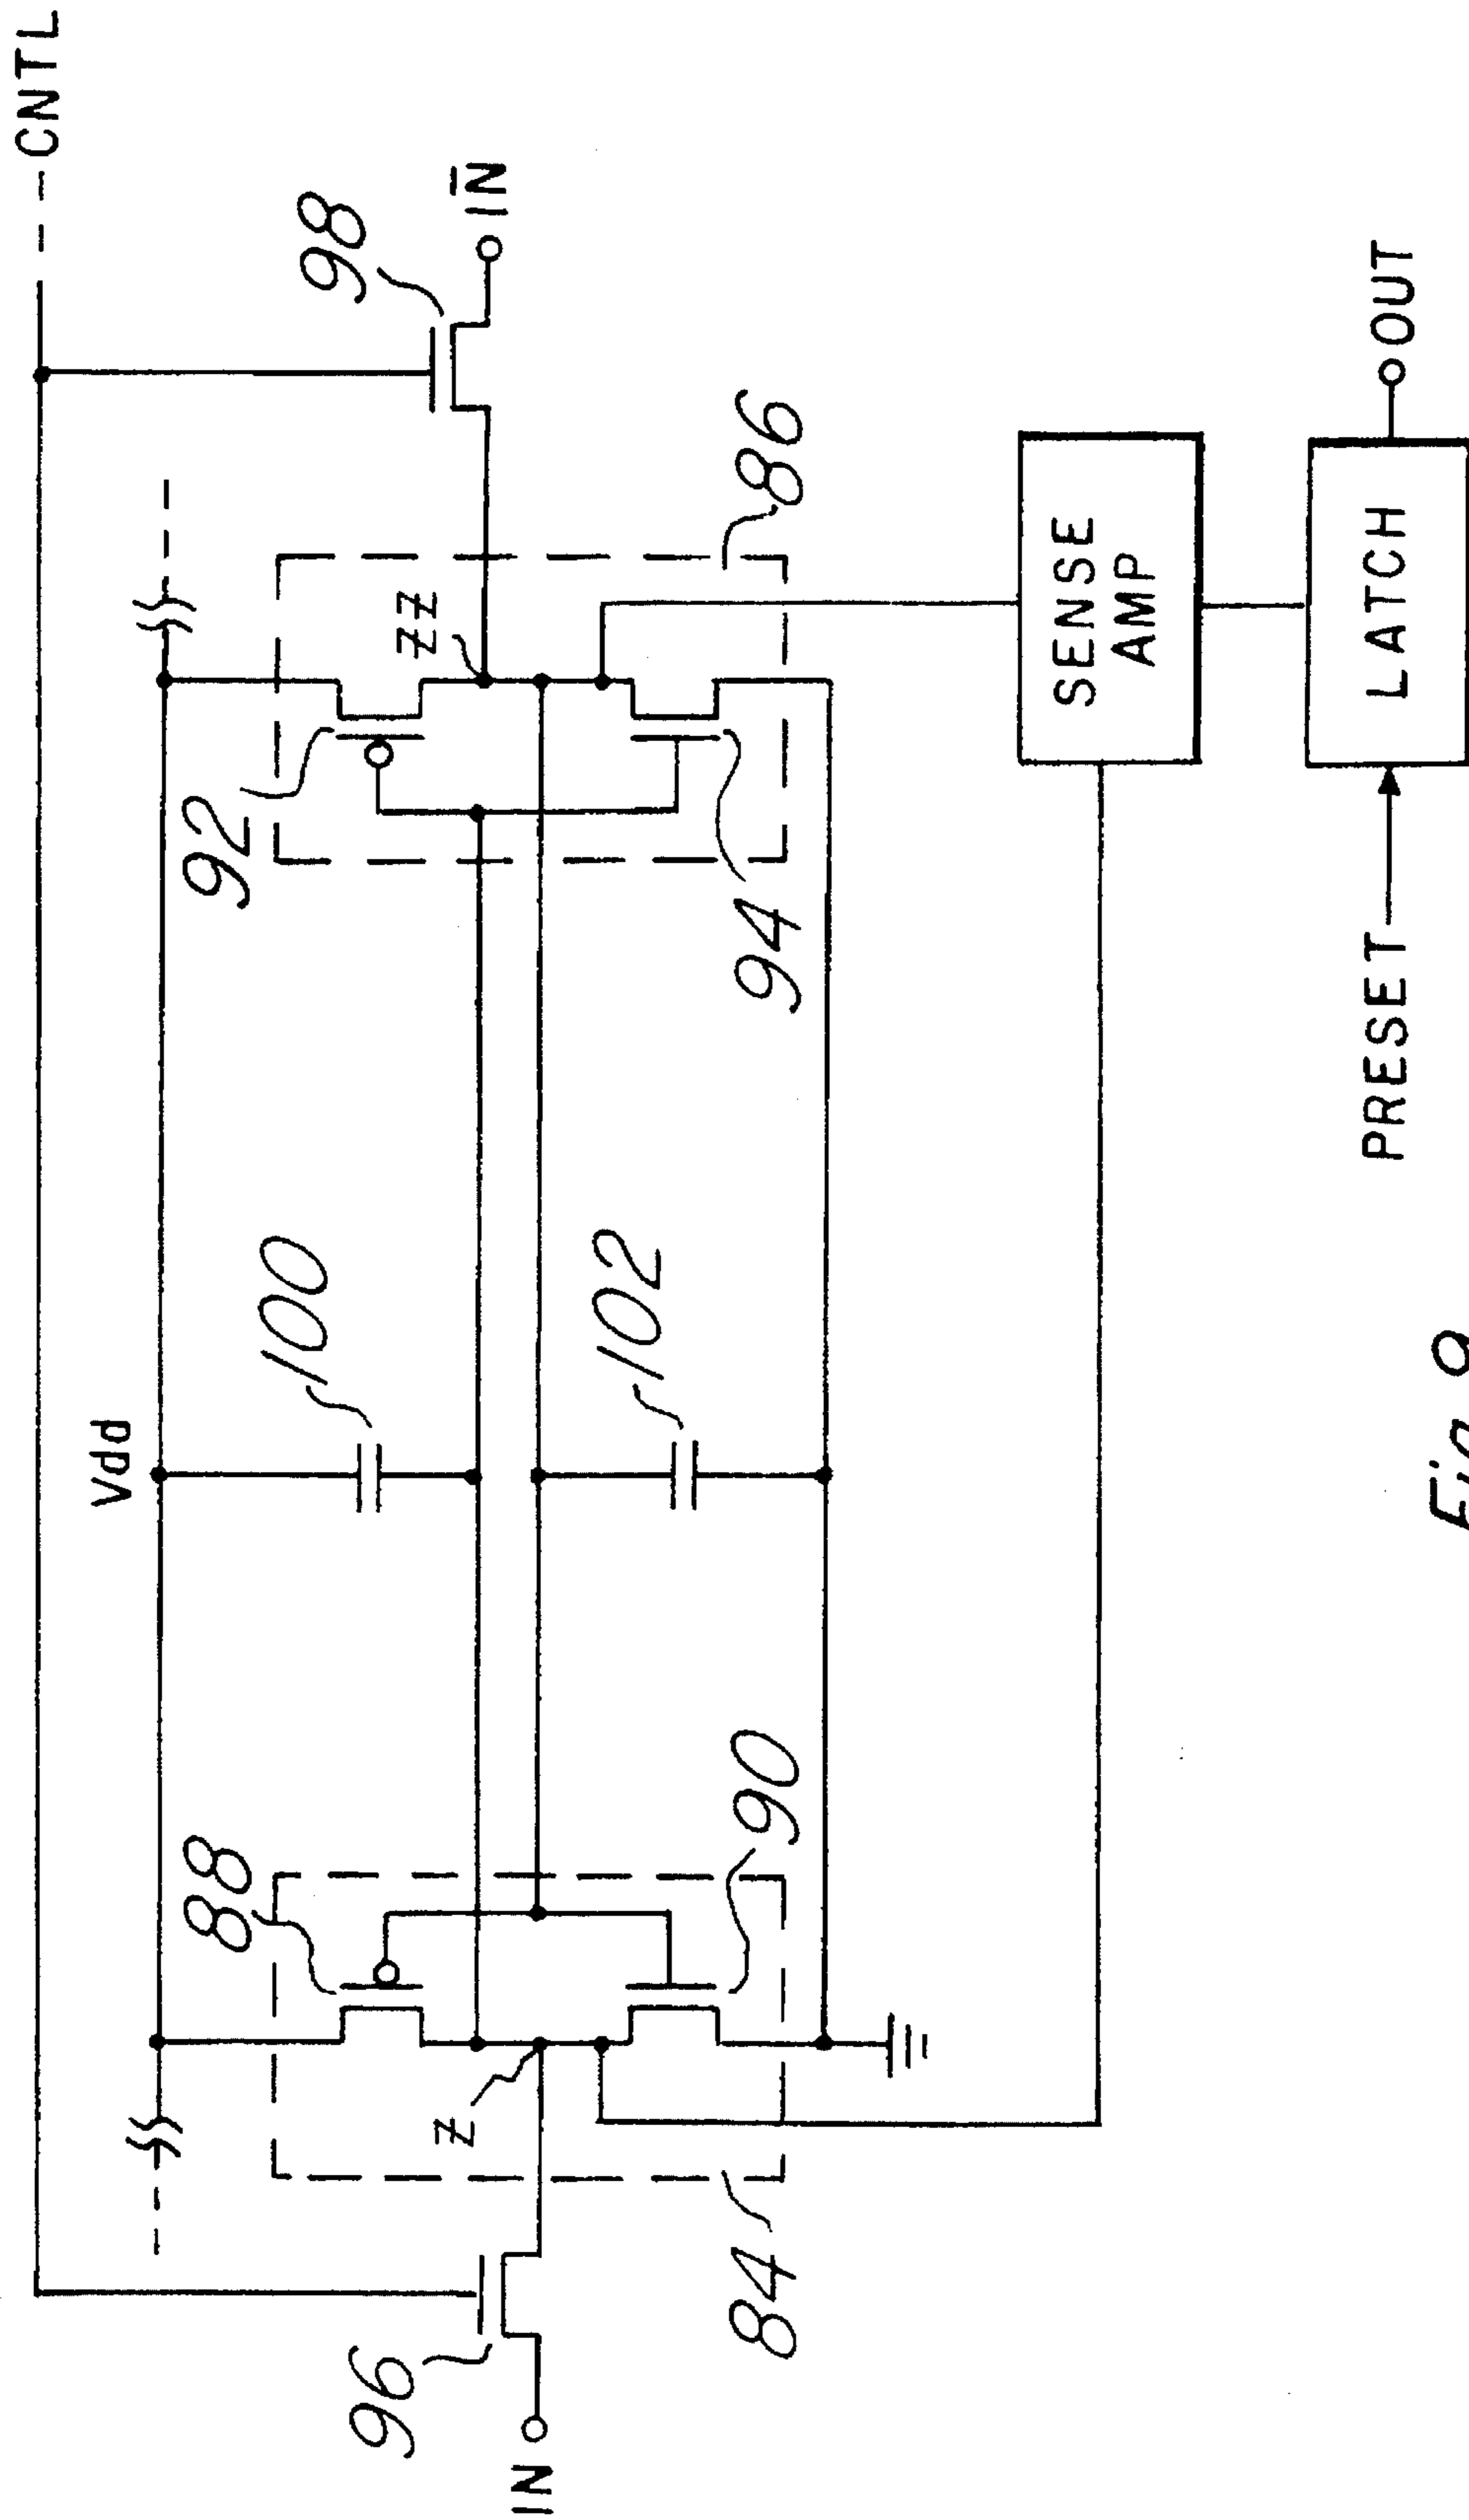 CNTL
Vdd
88
92
100
98
96
ZZ
Z
IN̅
IN
102
84
90
94
86
SENSE
AMP
PRESET
LATCH
OUT
Fig